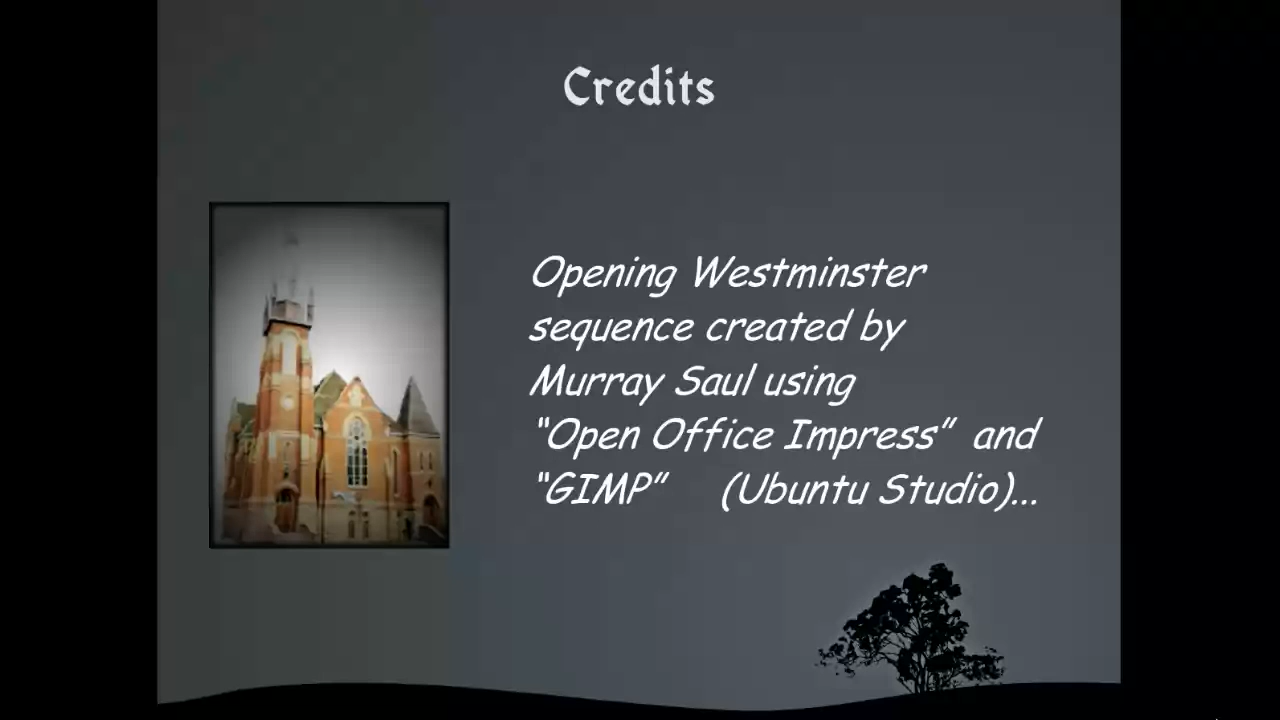 Credits
Opening Westminster
sequence created by
Murray Saul using
“Open Office Impress” and
“GIMP” (Ubuntu Studio)...